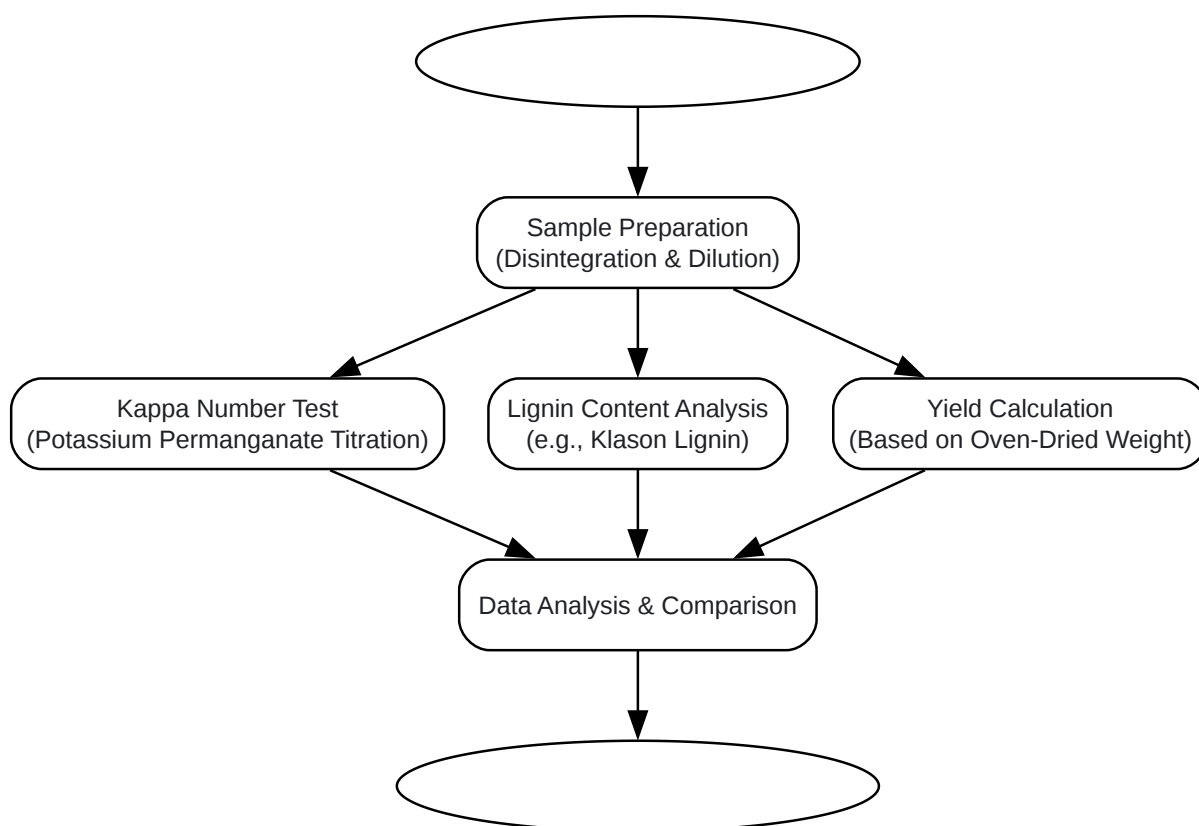 Sample Preparation
(Disintegration & Dilution)
Kappa Number Test
(Potassium Permanganate Titration)
Lignin Content Analysis
(e.g., Klason Lignin)
Yield Calculation
(Based on Oven-Dried Weight)
Data Analysis & Comparison